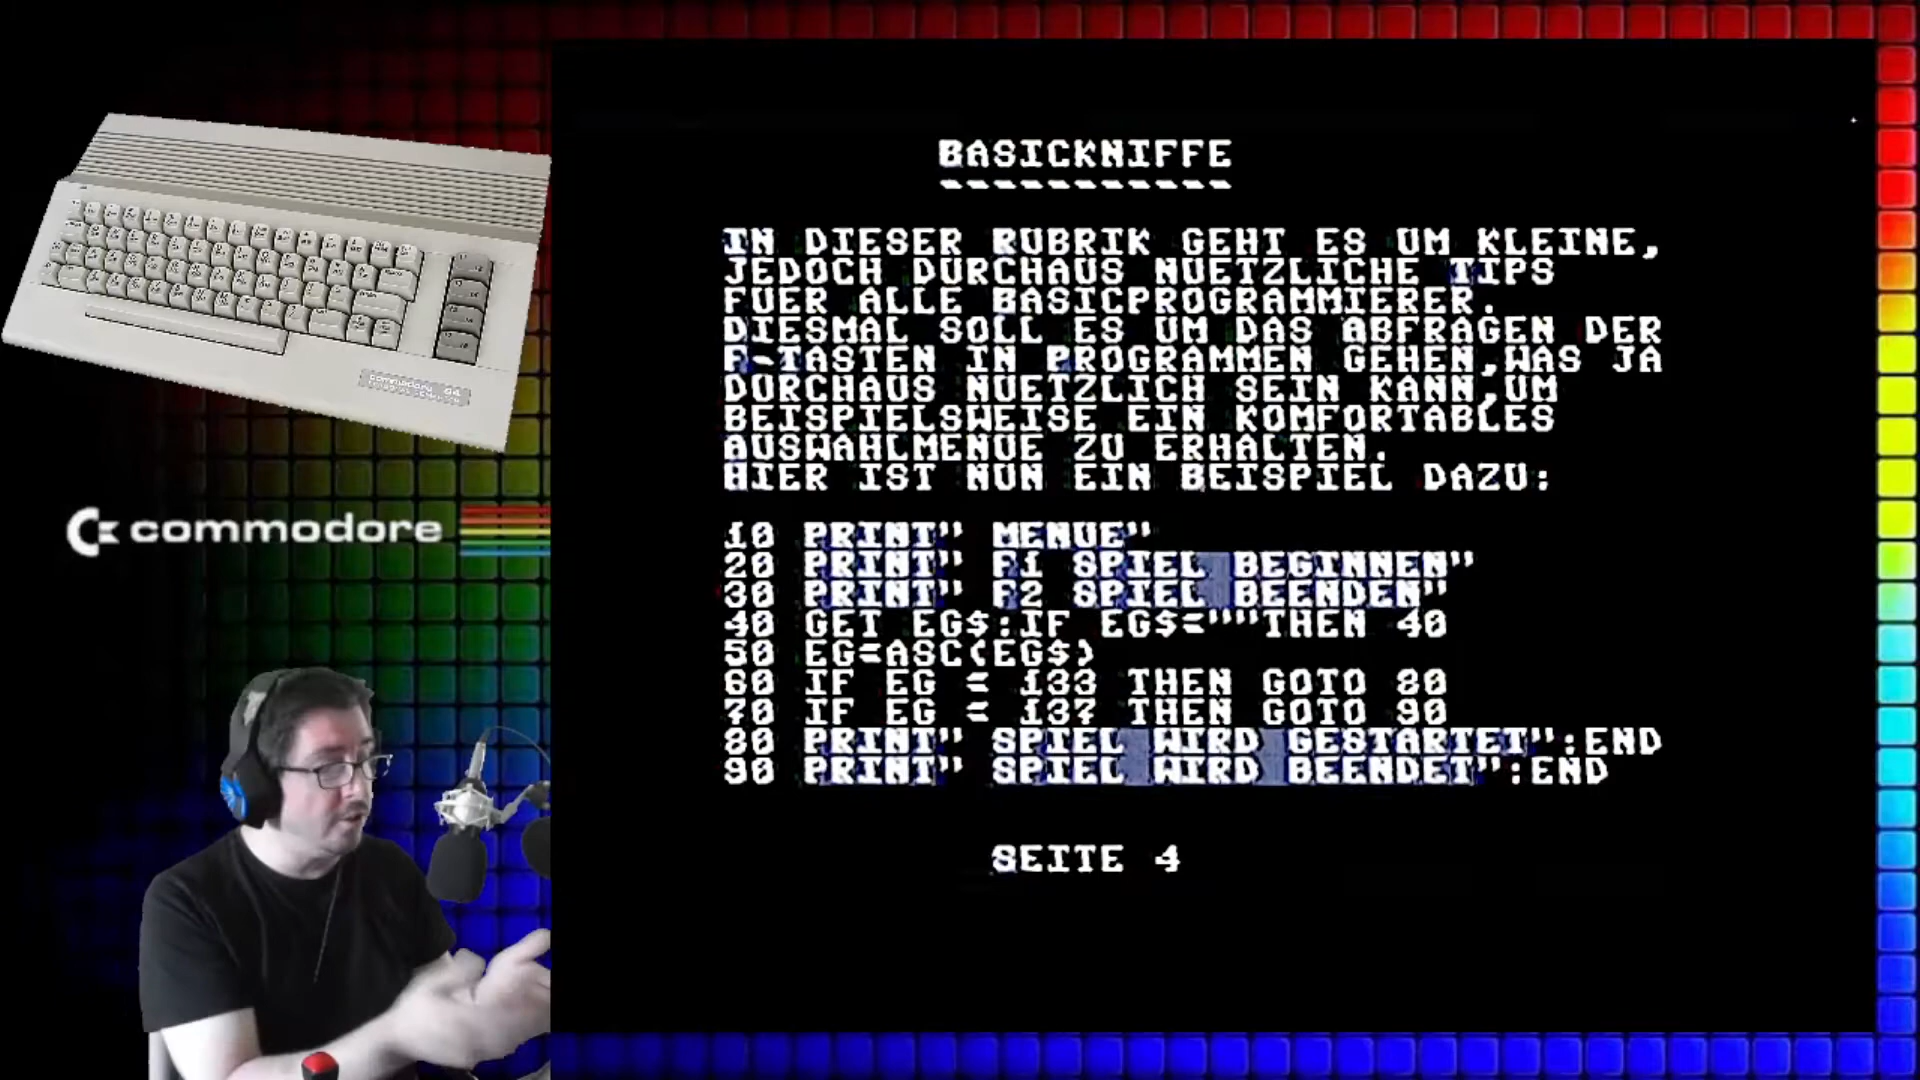 BASICKNIFFE
-----------
IN DIESER RUBRIK GEHT ES UM KLEINE,
JEDOCH DURCHAUS NUETZLICHE TIPS
FUER ALLE BASICPROGRAMMIERER.
DIESMAL SOLL ES UM DAS ABFRAGEN DER
F-TASTEN IN PROGRAMMEN GEHEN,WAS JA
DURCHAUS NUETZLICH SEIN KANN,UM
BEISPIELSWEISE EIN KOMFORTABLES
AUSWAHLMENUE ZU ERHALTEN.
HIER IST NUN EIN BEISPIEL DAZU:
10 PRINT" MENUE"
20 PRINT" F1 SPIEL BEGINNEN"
30 PRINT" F2 SPIEL BEENDEN"
40 GET EG$:IF EG$=""THEN 40
50 EG=ASC(EG$)
60 IF EG = 133 THEN GOTO 80
70 IF EG = 137 THEN GOTO 90
80 PRINT" SPIEL WIRD GESTARTET":END
90 PRINT" SPIEL WIRD BEENDET":END
SEITE 4
commodore
commodore 64